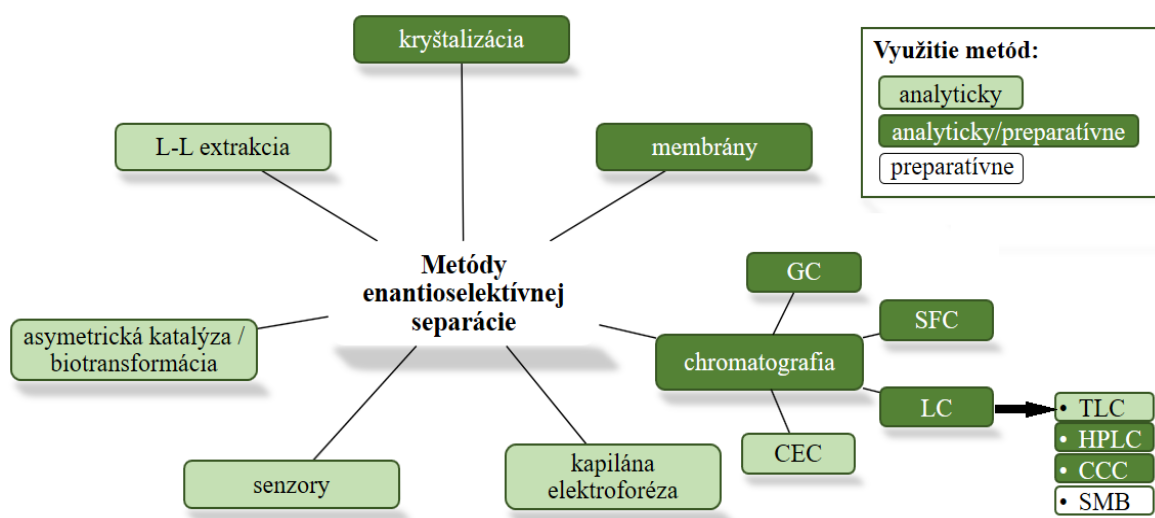 kryštalizácia
Využitie metód:
analyticky
analyticky/preparatívne
preparatívne
L-L extrakcia
membrány
Metódy
enantioselektívnej
separácie
asymetrická katalýza /
biotransformácia
senzory
kapilána
elektroforéza
chromatografia
GC
SFC
LC
CEC
• TLC
• HPLC
• CCC
• SMB